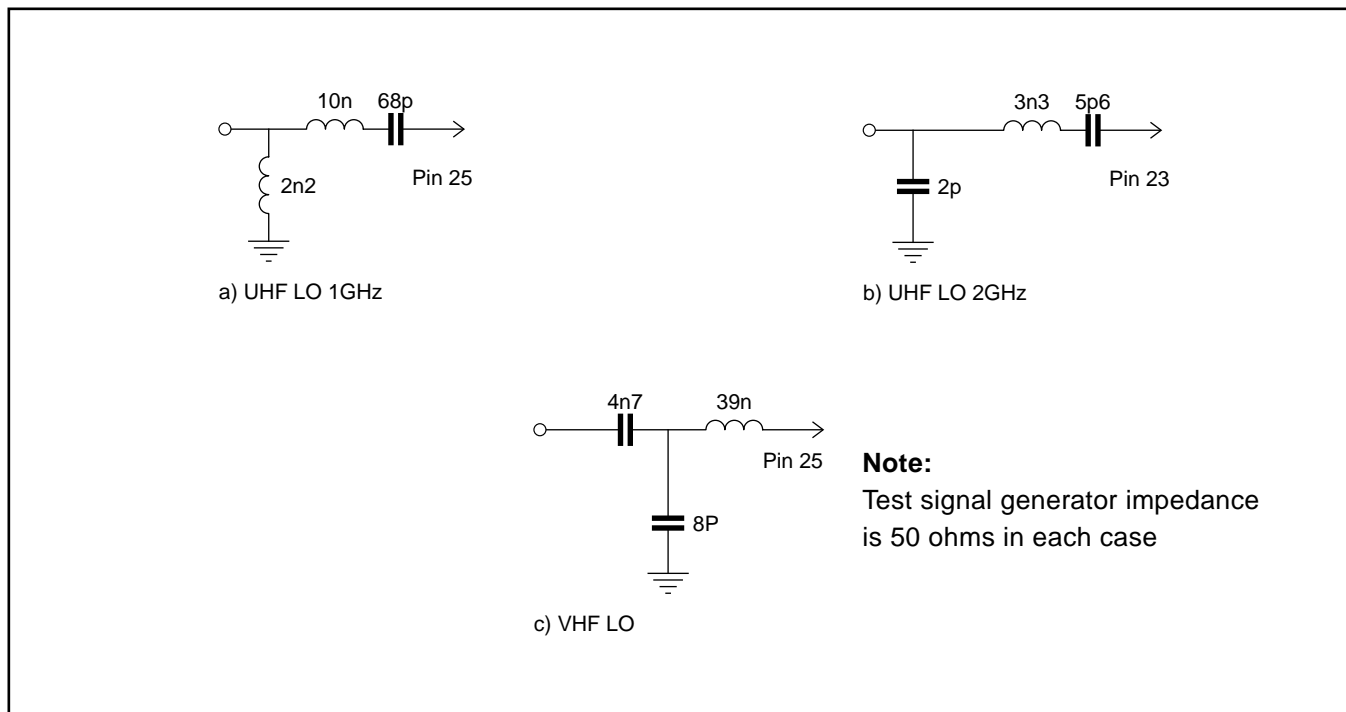 10n 68p
2n2
Pin 25
a) UHF LO 1GHz
3n3 5p6
2p
Pin 23
b) UHF LO 2GHz
4n7 39n
Pin 25
8P
c) VHF LO
Note:
Test signal generator impedance
is 50 ohms in each case